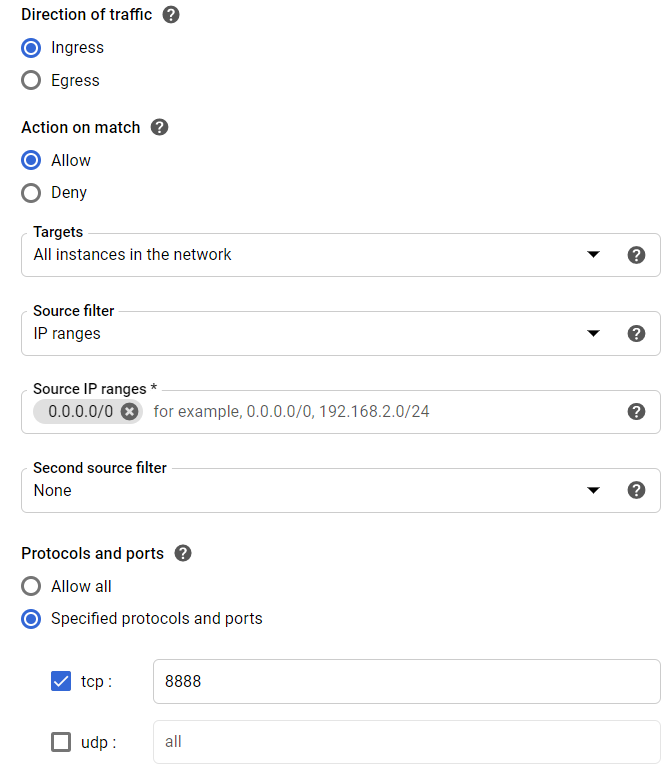 Direction of traffic ?
Ingress
Egress
Action on match ?
Allow
Deny
Targets
All instances in the network ?
Source filter
IP ranges ?
Source IP ranges *
0.0.0.0/0 for example, 0.0.0.0/0, 192.168.2.0/24 ?
Second source filter
None ?
Protocols and ports ?
Allow all
Specified protocols and ports
tcp : 8888
udp : all